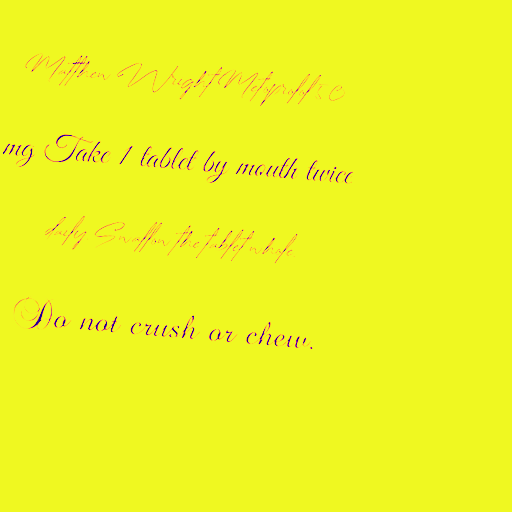 Matthew Wright Metoprolol
mg Take 1 tablet by mouth twice
daily Swallow the tablet whole
Do not crush or chew.